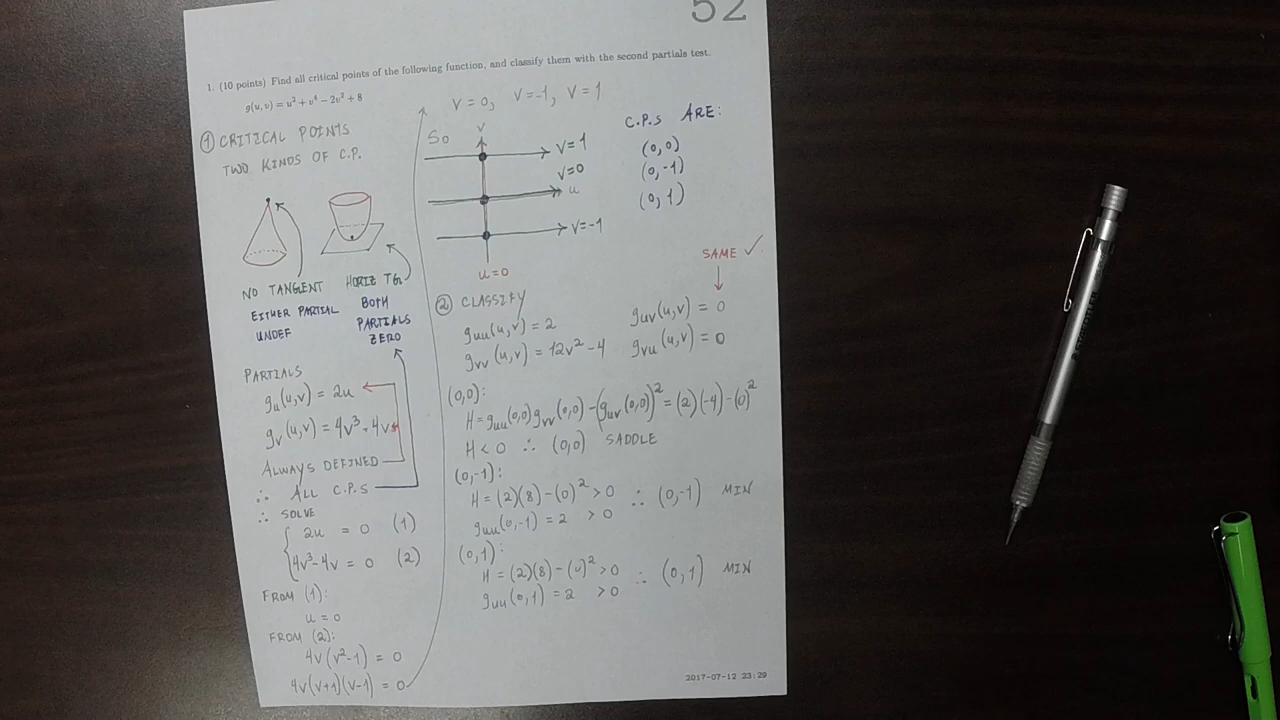 52
1. (10 points) Find all critical points of the following function, and classify them with the second partials test.
g(u, v) = u² + v⁴ − 2v² + 8
① CRITICAL POINTS
TWO KINDS OF C.P.
NO TANGENT
EITHER PARTIAL
UNDEF
HORIZ TG
BOTH
PARTIALS
ZERO
PARTIALS
gᵤ(u,v) = 2u
gᵥ(u,v) = 4v³ - 4v
ALWAYS DEFINED
∴ ALL C.P.S
∴ SOLVE
2u = 0 (1)
4v³-4v = 0 (2)
FROM (1):
u = 0
FROM (2):
4v(v²-1) = 0
4v(v+1)(v-1) = 0
V = 0, V=-1, V = 1
SO
V
V=1
V=0
u
V=-1
u=0
C.P.S ARE:
(0,0)
(0,-1)
(0,1)
② CLASSIFY
SAME ✓
gᵤᵤ(u,v) = 2
guv(u,v) = 0
gvv(u,v) = 12v² - 4
gvu(u,v) = 0
(0,0):
H = guu(0,0)gvv(0,0) - (guv(0,0))² = (2)(-4) - (0)²
H < 0 ∴ (0,0) SADDLE
(0,-1):
H = (2)(8) - (0)² > 0 ∴ (0,-1) MIN
guu(0,-1) = 2 > 0
(0,1):
H = (2)(8) - (0)² > 0 ∴ (0,1) MIN
guu(0,1) = 2 > 0
2017-07-12 23:29